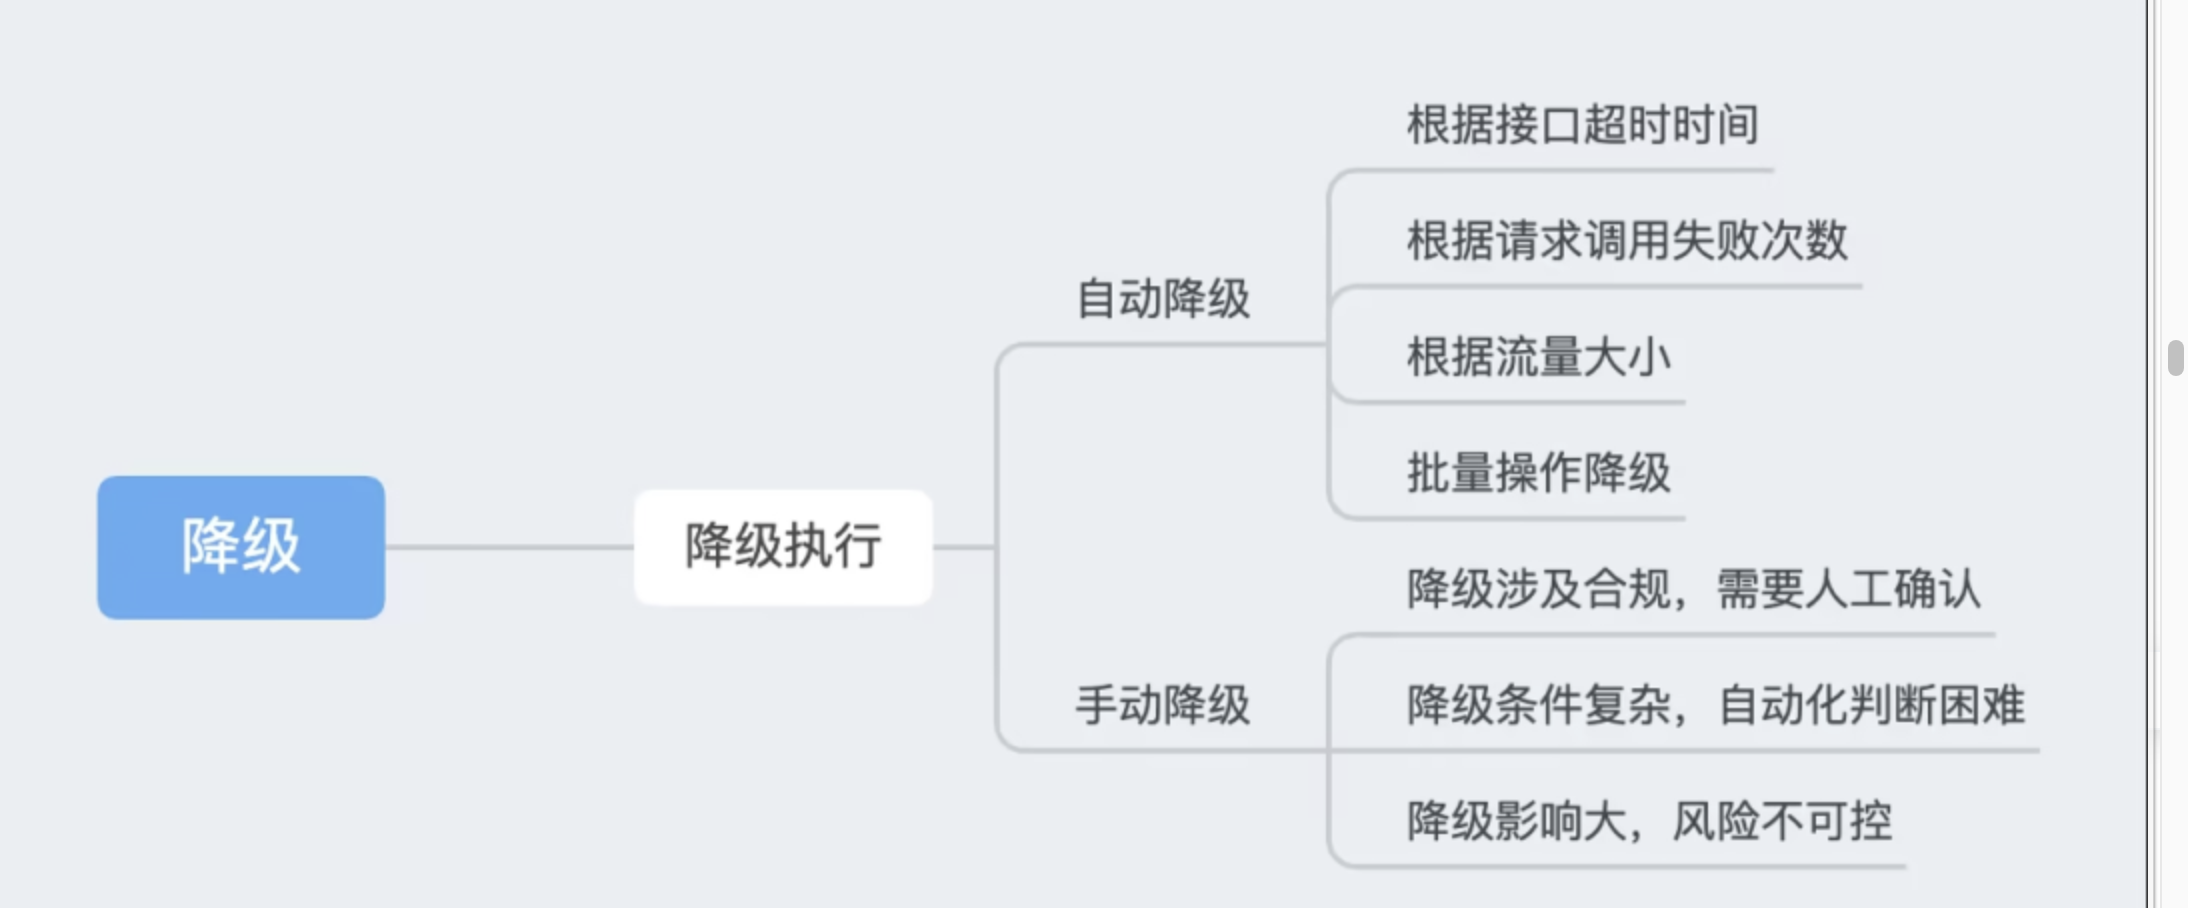 降级
降级执行
自动降级
根据接口超时时间
根据请求调用失败次数
根据流量大小
批量操作降级
手动降级
降级涉及合规，需要人工确认
降级条件复杂，自动化判断困难
降级影响大，风险不可控